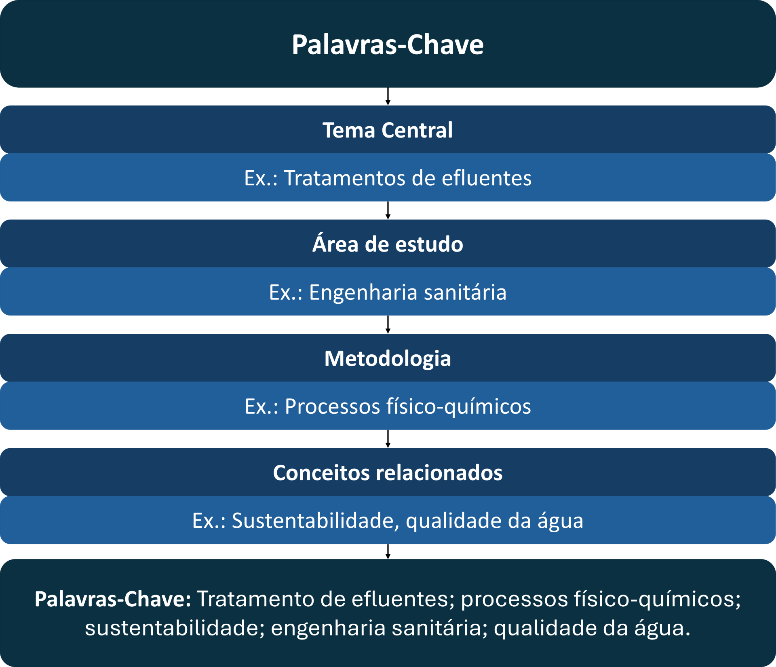 Palavras-Chave
Tema Central
Ex.: Tratamentos de efluentes
Área de estudo
Ex.: Engenharia sanitária
Metodologia
Ex.: Processos físico-químicos
Conceitos relacionados
Ex.: Sustentabilidade, qualidade da água
Palavras-Chave: Tratamento de efluentes; processos físico-químicos;
sustentabilidade; engenharia sanitária; qualidade da água.